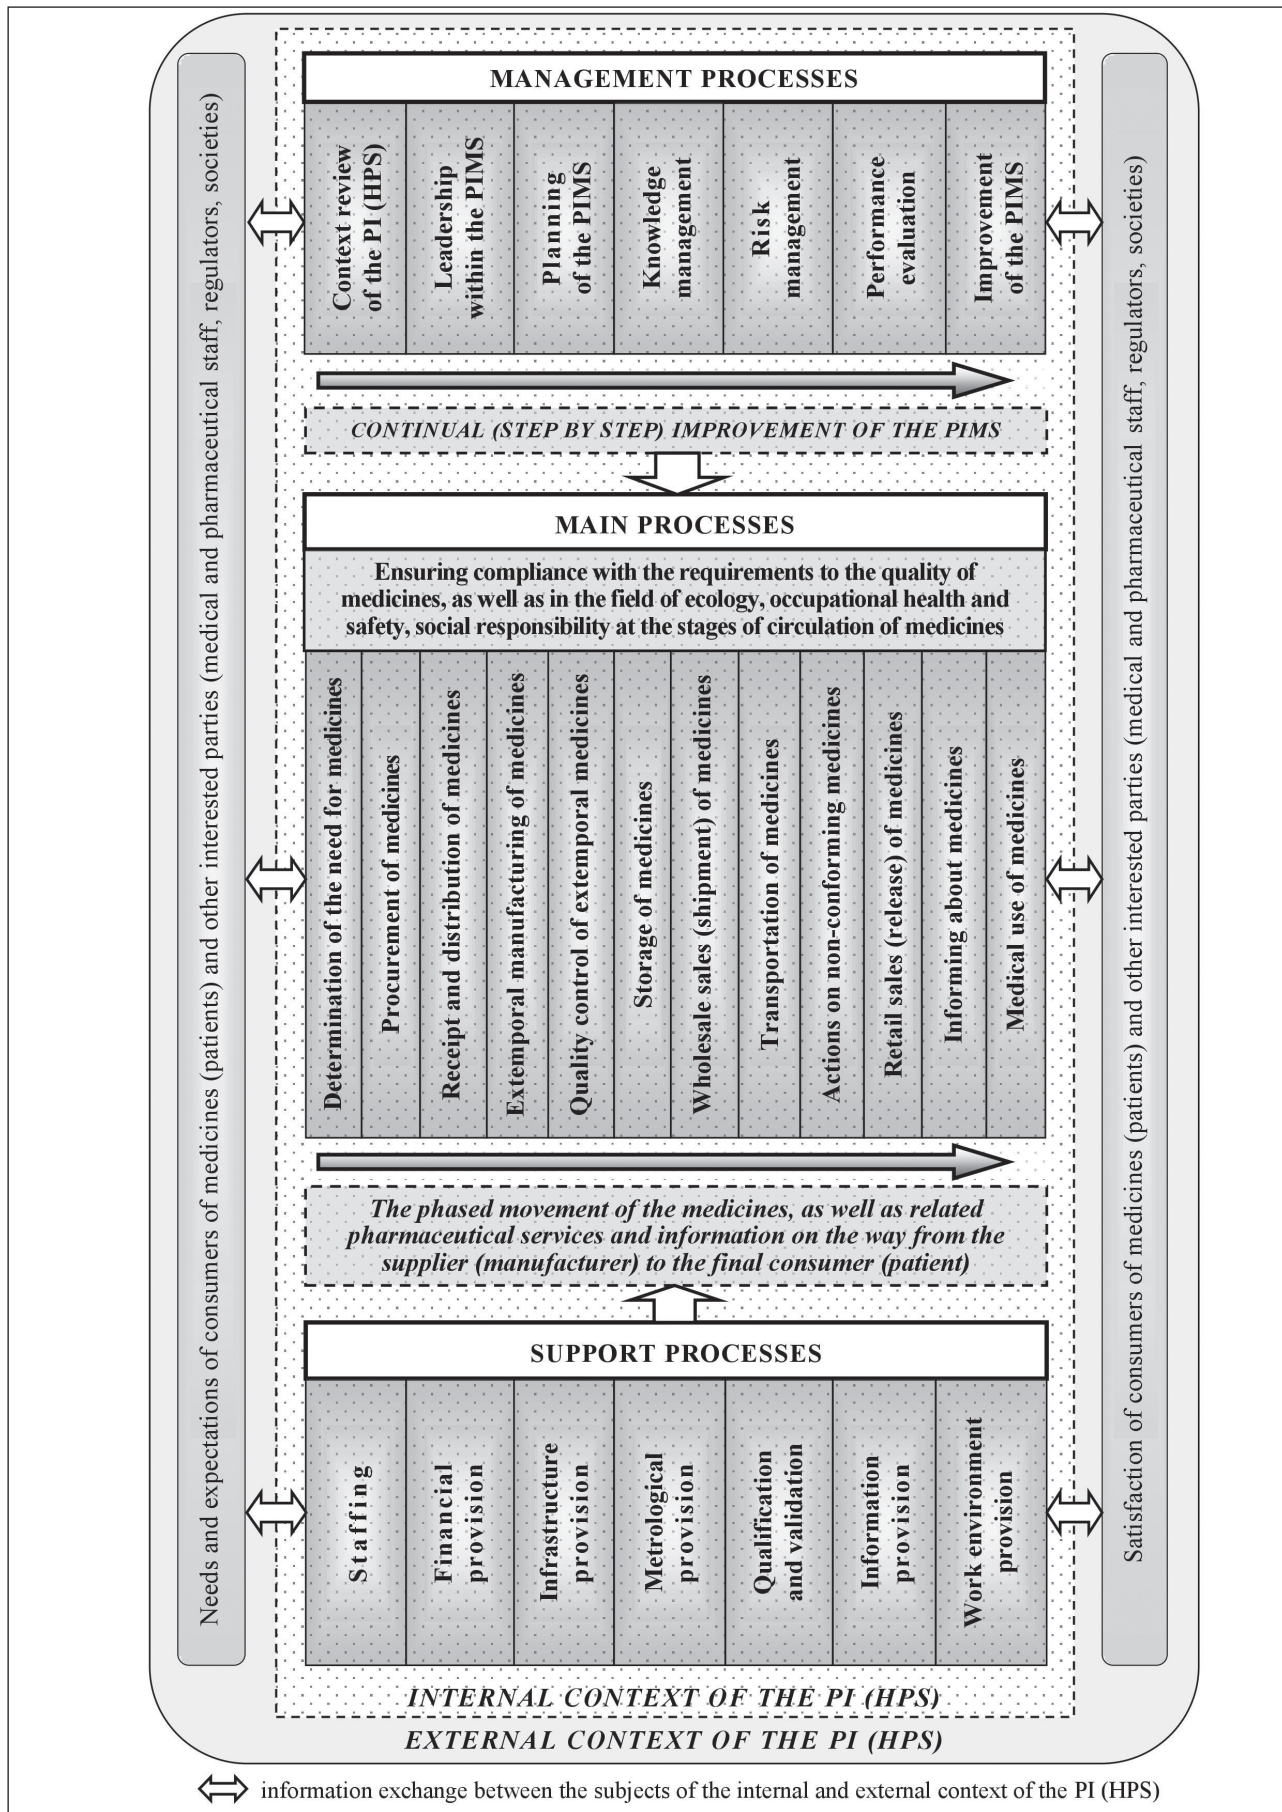 Needs and expectations of consumers of medicines (patients) and other interested parties (medical and pharmaceutical staff, regulators, societies)
MANAGEMENT PROCESSES
Context review
of the PI (HPS)
Leadership
within the PIMS
Planning
of the PIMS
Knowledge
management
Risk
management
Performance
evaluation
Improvement
of the PIMS
CONTINUAL (STEP BY STEP) IMPROVEMENT OF THE PIMS
MAIN PROCESSES
Ensuring compliance with the requirements to the quality of
medicines, as well as in the field of ecology, occupational health and
safety, social responsibility at the stages of circulation of medicines
Determination of the need for medicines
Procurement of medicines
Receipt and distribution of medicines
Extemporal manufacturing of medicines
Quality control of extemporal medicines
Storage of medicines
Wholesale sales (shipment) of medicines
Transportation of medicines
Actions on non-conforming medicines
Retail sales (release) of medicines
Informing about medicines
Medical use of medicines
The phased movement of the medicines, as well as related
pharmaceutical services and information on the way from the
supplier (manufacturer) to the final consumer (patient)
SUPPORT PROCESSES
Staffing
Financial
provision
Infrastructure
provision
Metrological
provision
Qualification
and validation
Information
provision
Work environment
provision
INTERNAL CONTEXT OF THE PI (HPS)
EXTERNAL CONTEXT OF THE PI (HPS)
Satisfaction of consumers of medicines (patients) and other interested parties (medical and pharmaceutical staff, regulators, societies)
information exchange between the subjects of the internal and external context of the PI (HPS)